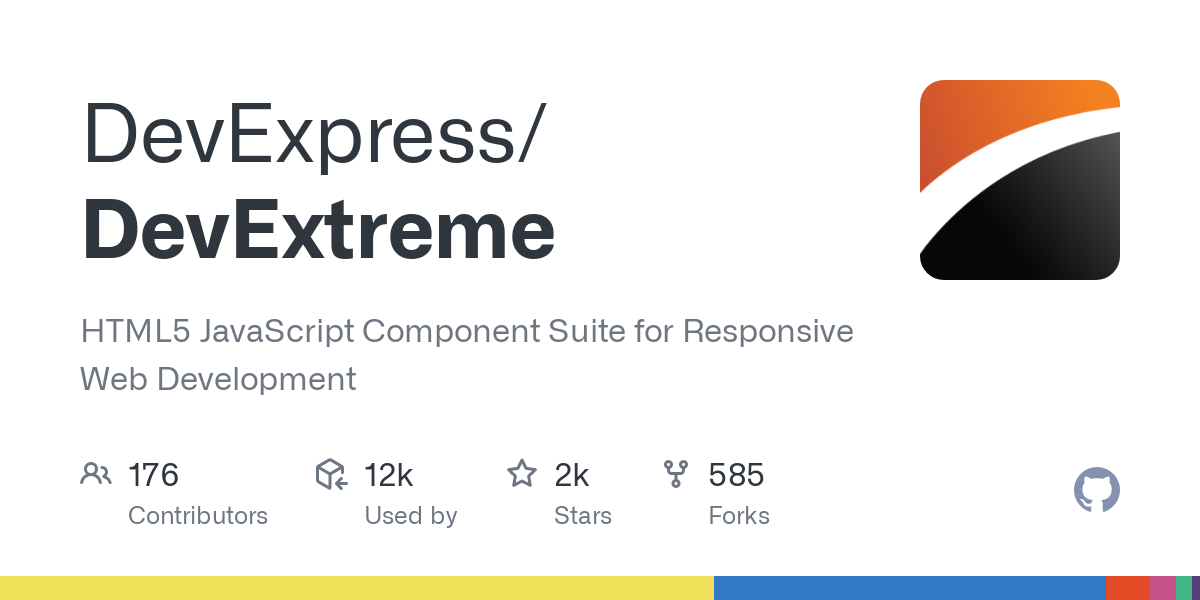 DevExpress/
DevExtreme
HTML5 JavaScript Component Suite for Responsive
Web Development
176 12k 2k 585
Contributors Used by Stars Forks